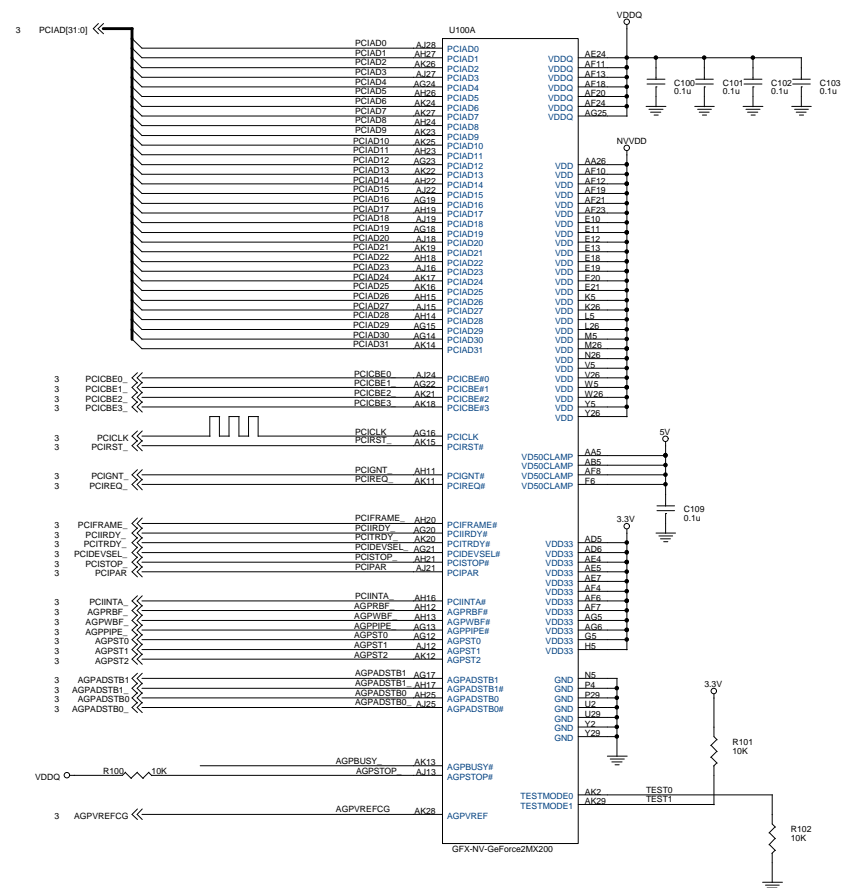 U100A
VDDQ
3 PCIAD[31:0]
PCIAD0 AJ28 PCIAD0
PCIAD1 AH27 PCIAD1
PCIAD2 AK26 PCIAD2
PCIAD3 AJ27 PCIAD3
PCIAD4 AG24 PCIAD4
PCIAD5 AH26 PCIAD5
PCIAD6 AK24 PCIAD6
PCIAD7 AK27 PCIAD7
PCIAD8 AH24 PCIAD8
PCIAD9 AK23 PCIAD9
PCIAD10 AK25 PCIAD10
PCIAD11 AH23 PCIAD11
PCIAD12 AG23 PCIAD12
PCIAD13 AK22 PCIAD13
PCIAD14 AH22 PCIAD14
PCIAD15 AJ22 PCIAD15
PCIAD16 AG19 PCIAD16
PCIAD17 AH19 PCIAD17
PCIAD18 AJ19 PCIAD18
PCIAD19 AG18 PCIAD19
PCIAD20 AJ18 PCIAD20
PCIAD21 AK19 PCIAD21
PCIAD22 AH18 PCIAD22
PCIAD23 AJ16 PCIAD23
PCIAD24 AK17 PCIAD24
PCIAD25 AK16 PCIAD25
PCIAD26 AH15 PCIAD26
PCIAD27 AJ15 PCIAD27
PCIAD28 AH14 PCIAD28
PCIAD29 AG15 PCIAD29
PCIAD30 AG14 PCIAD30
PCIAD31 AK14 PCIAD31
3 PCICBE0_ PCICBE0_ AJ24 PCICBE#0
3 PCICBE1_ PCICBE1_ AG22 PCICBE#1
3 PCICBE2_ PCICBE2_ AK21 PCICBE#2
3 PCICBE3_ PCICBE3_ AK18 PCICBE#3
3 PCICLK PCICLK AG16 PCICLK
3 PCIRST_ PCIRST_ AK15 PCIRST#
3 PCIGNT_ PCIGNT_ AH11 PCIGNT#
3 PCIREQ_ PCIREQ_ AK11 PCIREQ#
3 PCIFRAME_ PCIFRAME_ AH20 PCIFRAME#
3 PCIIRDY_ PCIIRDY_ AG20 PCIIRDY#
3 PCITRDY_ PCITRDY_ AK20 PCITRDY#
3 PCIDEVSEL_ PCIDEVSEL_ AG21 PCIDEVSEL#
3 PCISTOP_ PCISTOP_ AH21 PCISTOP#
3 PCIPAR PCIPAR AJ21 PCIPAR
3 PCIINTA_ PCIINTA_ AH16 PCIINTA#
3 AGPRBF_ AGPRBF_ AH12 AGPRBF#
3 AGPWBF_ AGPWBF_ AH13 AGPWBF#
3 AGPPIPE_ AGPPIPE_ AG13 AGPPIPE#
3 AGPST0 AGPST0 AG12 AGPST0
3 AGPST1 AGPST1 AJ12 AGPST1
3 AGPST2 AGPST2 AK12 AGPST2
3 AGPADSTB1 AGPADSTB1 AG17 AGPADSTB1
3 AGPADSTB1_ AGPADSTB1_ AH17 AGPADSTB1#
3 AGPADSTB0 AGPADSTB0 AH25 AGPADSTB0
3 AGPADSTB0_ AGPADSTB0_ AJ25 AGPADSTB0#
AGPBUSY_ AK13 AGPBUSY#
VDDQ R100 10K AGPSTOP_ AJ13 AGPSTOP#
3 AGPVREFCG AGPVREFCG AK28 AGPVREF
VDDQ AE24
VDDQ AF11
VDDQ AF13
VDDQ AF18
VDDQ AF20
VDDQ AF24
VDDQ AG25
C100 0.1u
C101 0.1u
C102 0.1u
C103 0.1u
NVVDD
VDD AA26
VDD AF10
VDD AF12
VDD AF19
VDD AF21
VDD AF23
VDD E10
VDD E11
VDD E12
VDD E13
VDD E18
VDD E19
VDD E20
VDD E21
VDD K5
VDD K26
VDD L5
VDD L26
VDD M5
VDD M26
VDD N26
VDD V5
VDD V26
VDD W5
VDD W26
VDD Y5
VDD Y26
5V
VD50CLAMP AA5
VD50CLAMP AB5
VD50CLAMP AF8
VD50CLAMP F6
C109
0.1u
3.3V
VDD33 AD5
VDD33 AD6
VDD33 AE4
VDD33 AE5
VDD33 AE7
VDD33 AF4
VDD33 AF6
VDD33 AF7
VDD33 AG5
VDD33 AG6
VDD33 G5
VDD33 H5
GND N5
GND P4
GND P29
GND U2
GND U29
GND Y2
GND Y29
3.3V
R101
10K
TESTMODE0 AK2 TEST0
TESTMODE1 AK29 TEST1
R102
10K
GFX-NV-GeForce2MX200